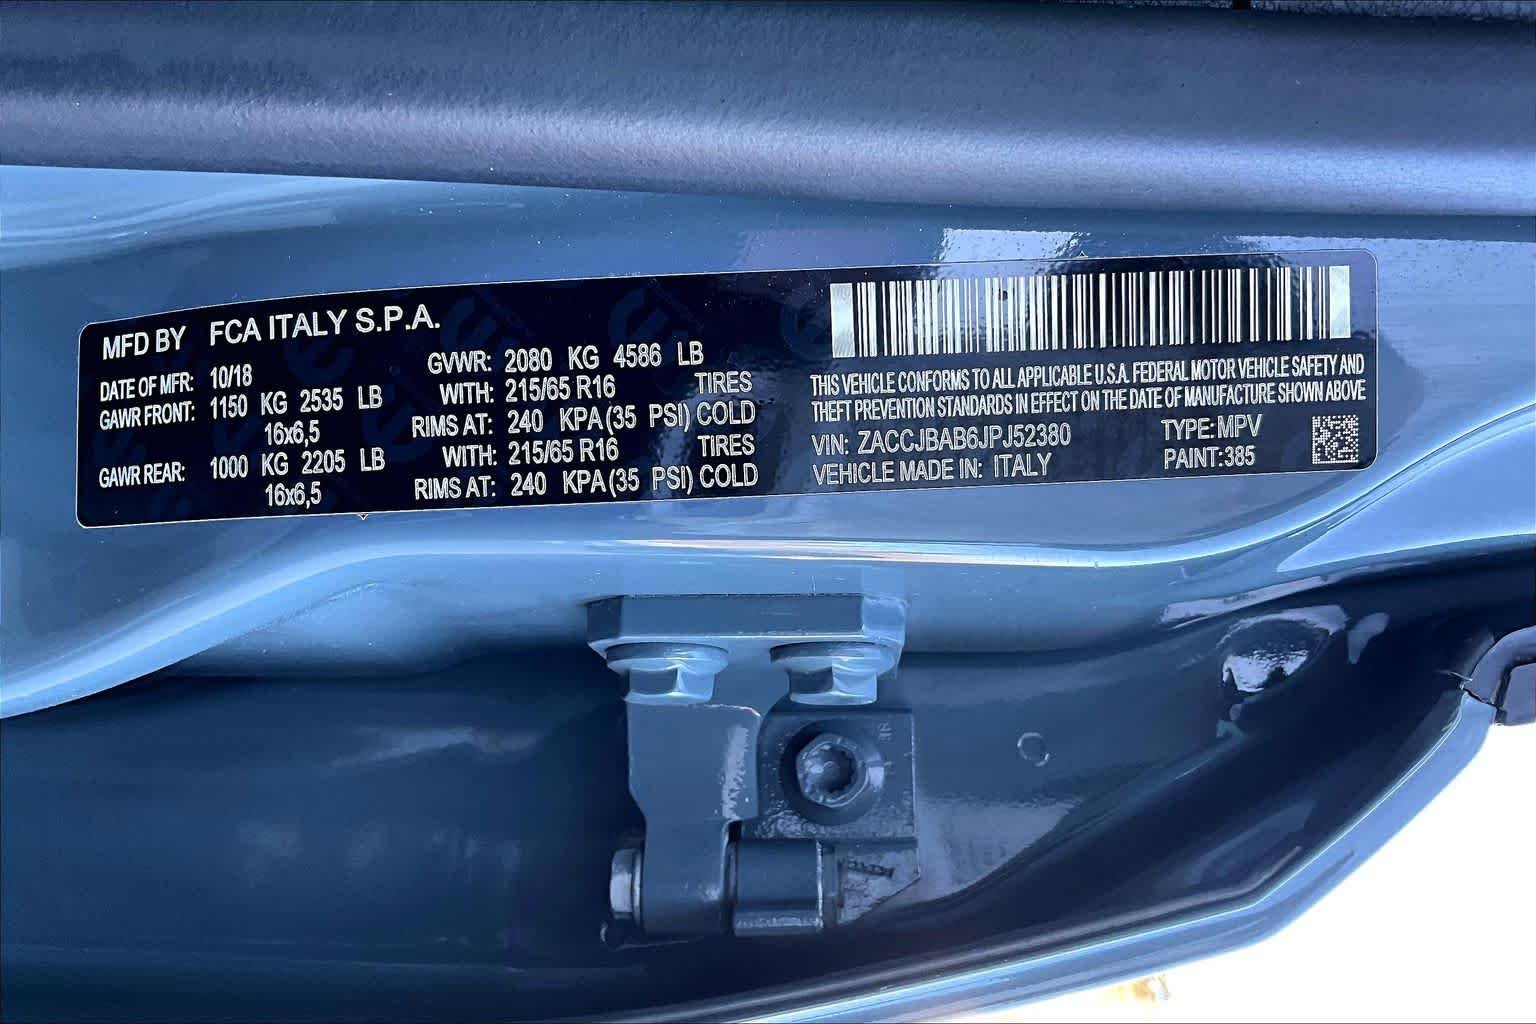 MFD BY FCA ITALY S.P.A.
DATE OF MFR: 10/18 GVWR: 2080 KG 4586 LB
GAWR FRONT: 1150 KG 2535 LB WITH: 215/65 R16 TIRES
16x6,5 RIMS AT: 240 KPA(35 PSI) COLD
GAWR REAR: 1000 KG 2205 LB WITH: 215/65 R16 TIRES
16x6,5 RIMS AT: 240 KPA(35 PSI) COLD
THIS VEHICLE CONFORMS TO ALL APPLICABLE U.S.A. FEDERAL MOTOR VEHICLE SAFETY AND
THEFT PREVENTION STANDARDS IN EFFECT ON THE DATE OF MANUFACTURE SHOWN ABOVE
VIN: ZACCJBAB6JPJ52380 TYPE:MPV
VEHICLE MADE IN: ITALY PAINT:385